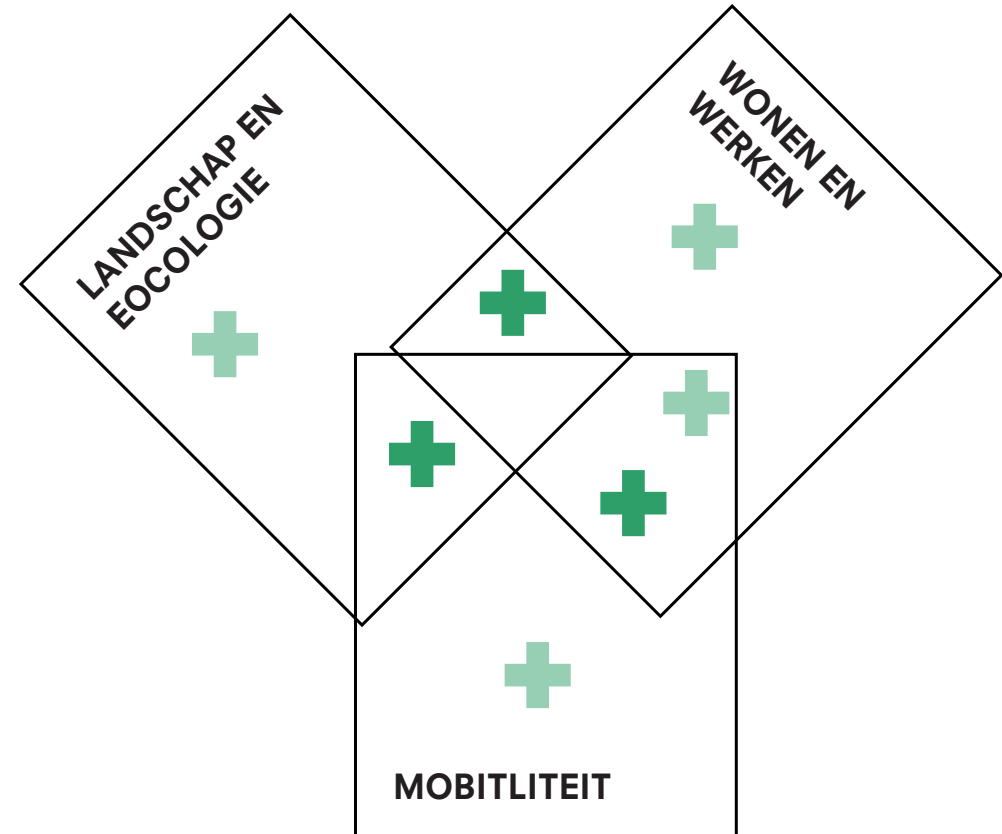 LANDSCHAP EN
EOCOLOGIE
WONEN EN
WERKEN
MOBITLITEIT